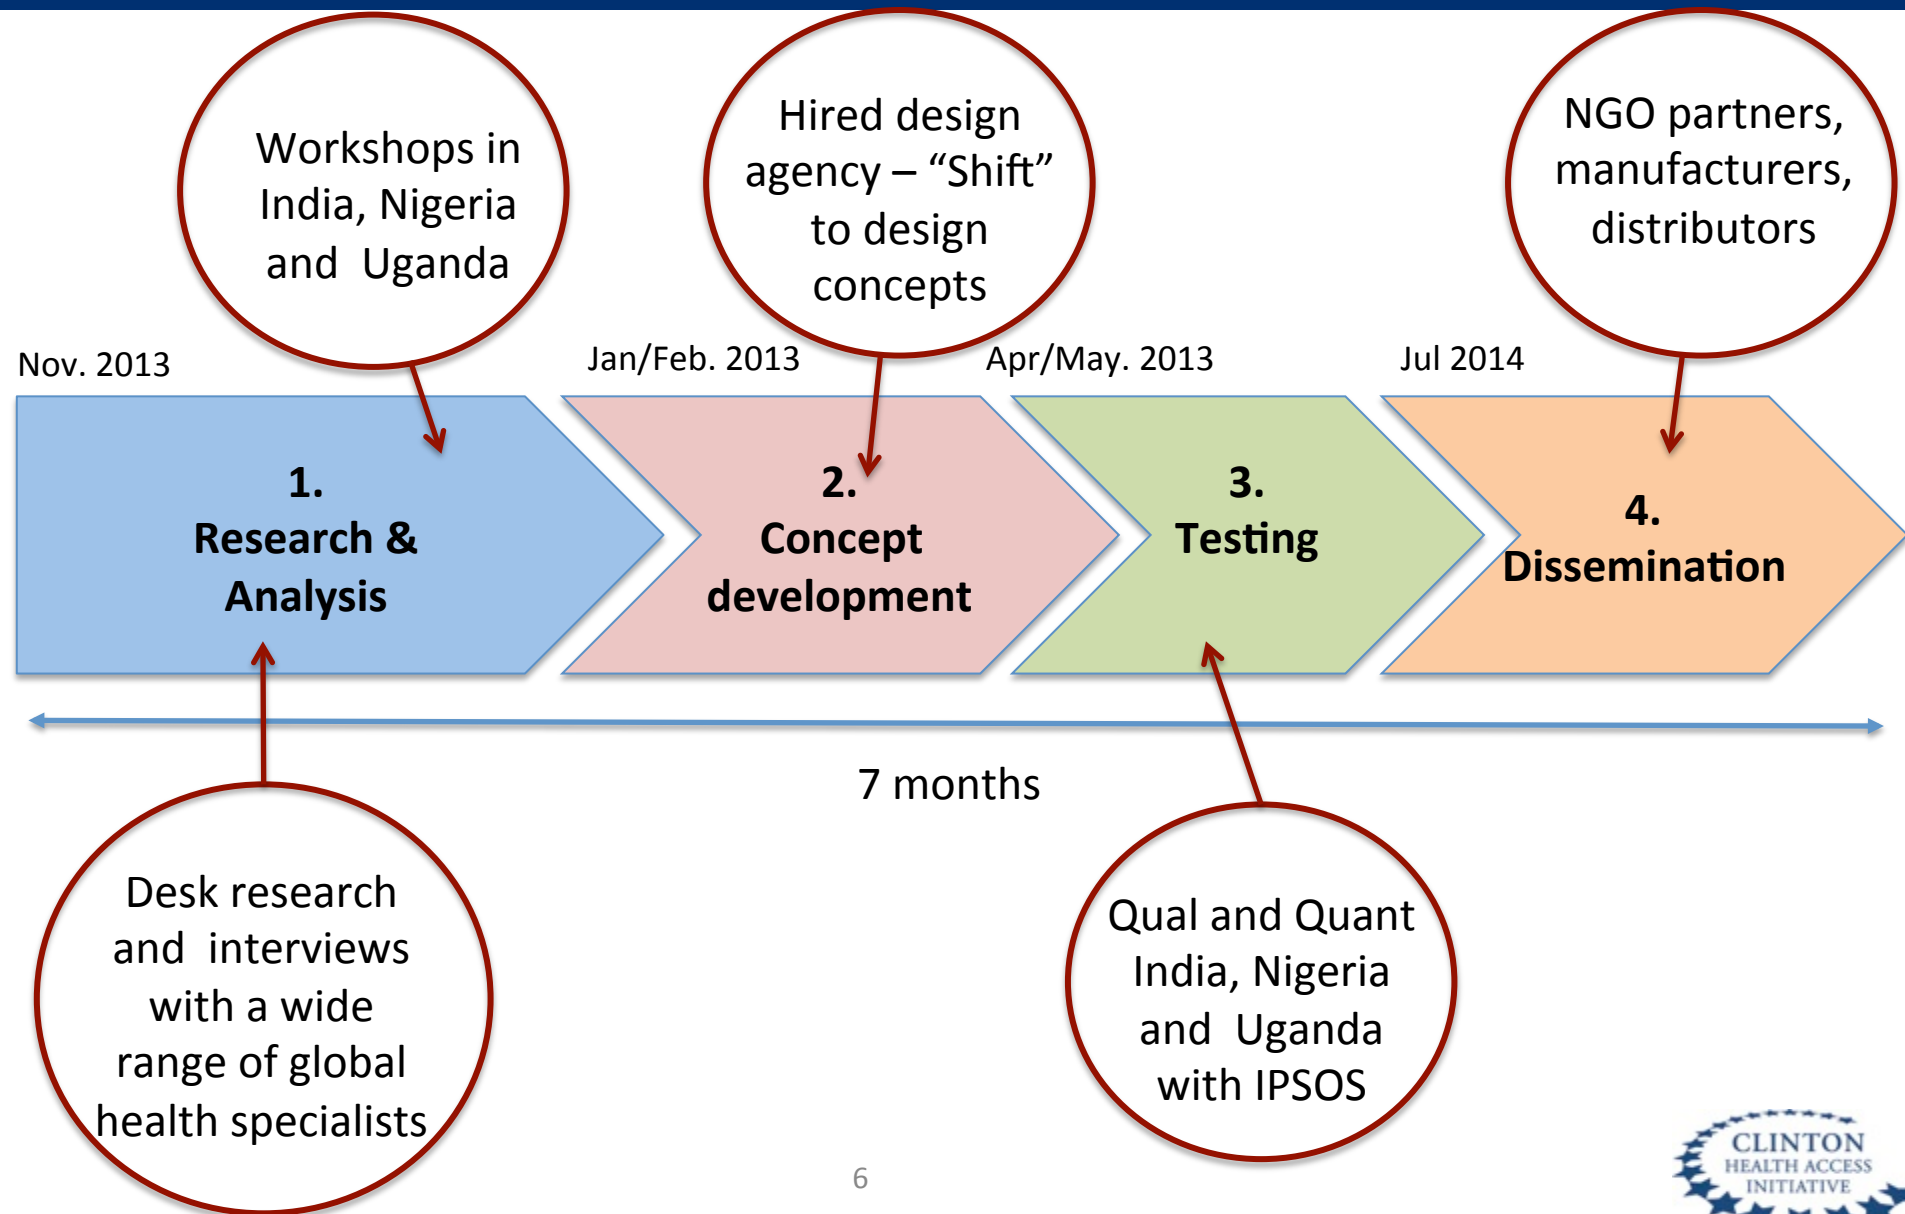 Workshops in
India, Nigeria
and Uganda
Hired design
agency – “Shift”
to design
concepts
NGO partners,
manufacturers,
distributors
Nov. 2013
Jan/Feb. 2013
Apr/May. 2013
Jul 2014
1.
Research &
Analysis
2.
Concept
development
3.
Testing
4.
Dissemination
7 months
Desk research
and interviews
with a wide
range of global
health specialists
Qual and Quant
India, Nigeria
and Uganda
with IPSOS
6
CLINTON
HEALTH ACCESS
INITIATIVE